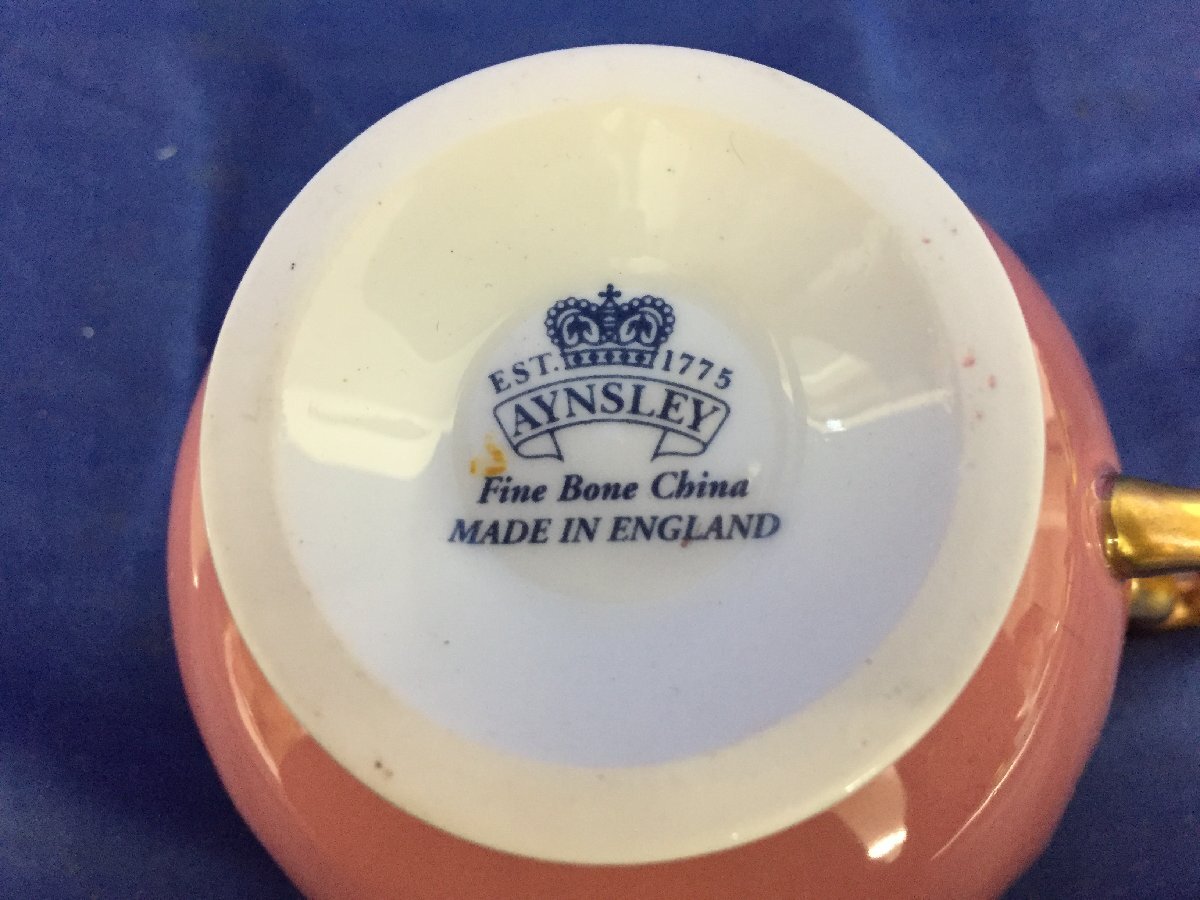 EST. 1775
AYNSLEY
Fine Bone China
MADE IN ENGLAND